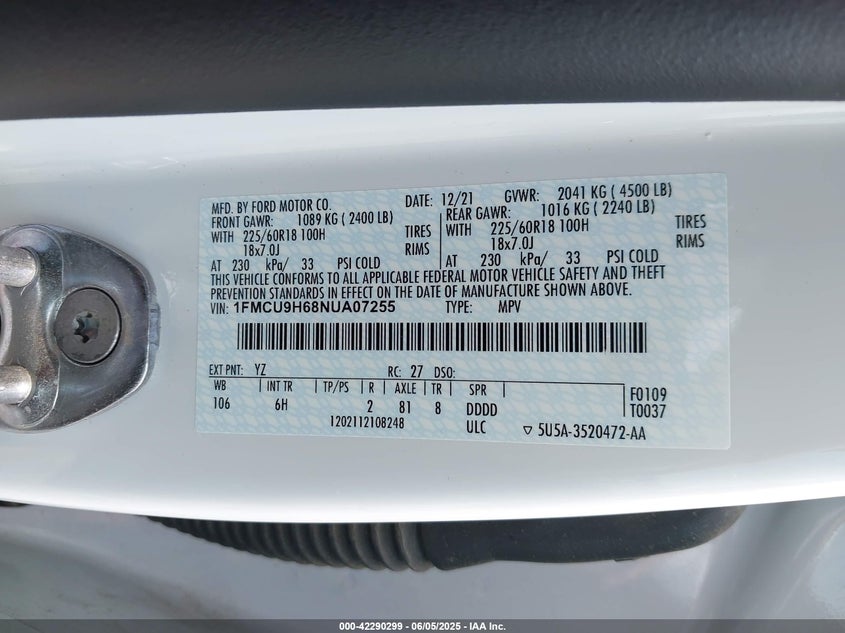 MFD. BY FORD MOTOR CO. DATE: 12/21 GVWR: 2041 KG ( 4500 LB)
FRONT GAWR: 1089 KG ( 2400 LB) REAR GAWR: 1016 KG ( 2240 LB)
WITH 225/60R18 100H TIRES WITH 225/60R18 100H TIRES
18x7.0J RIMS 18x7.0J RIMS
AT 230 kPa/ 33 PSI COLD AT 230 kPa/ 33 PSI COLD
THIS VEHICLE CONFORMS TO ALL APPLICABLE FEDERAL MOTOR VEHICLE SAFETY AND THEFT
PREVENTION STANDARDS IN EFFECT ON THE DATE OF MANUFACTURE SHOWN ABOVE.
VIN: 1FMCU9H68NUA07255 TYPE: MPV
EXT PNT: YZ RC: 27 DSO:
WB INT TR TP/PS R AXLE TR SPR F0109
106 6H 2 81 8 DDDD T0037
1202112108248 ULC ▽ 5U5A-3520472-AA
000-42290299 - 06/05/2025 - IAA Inc.